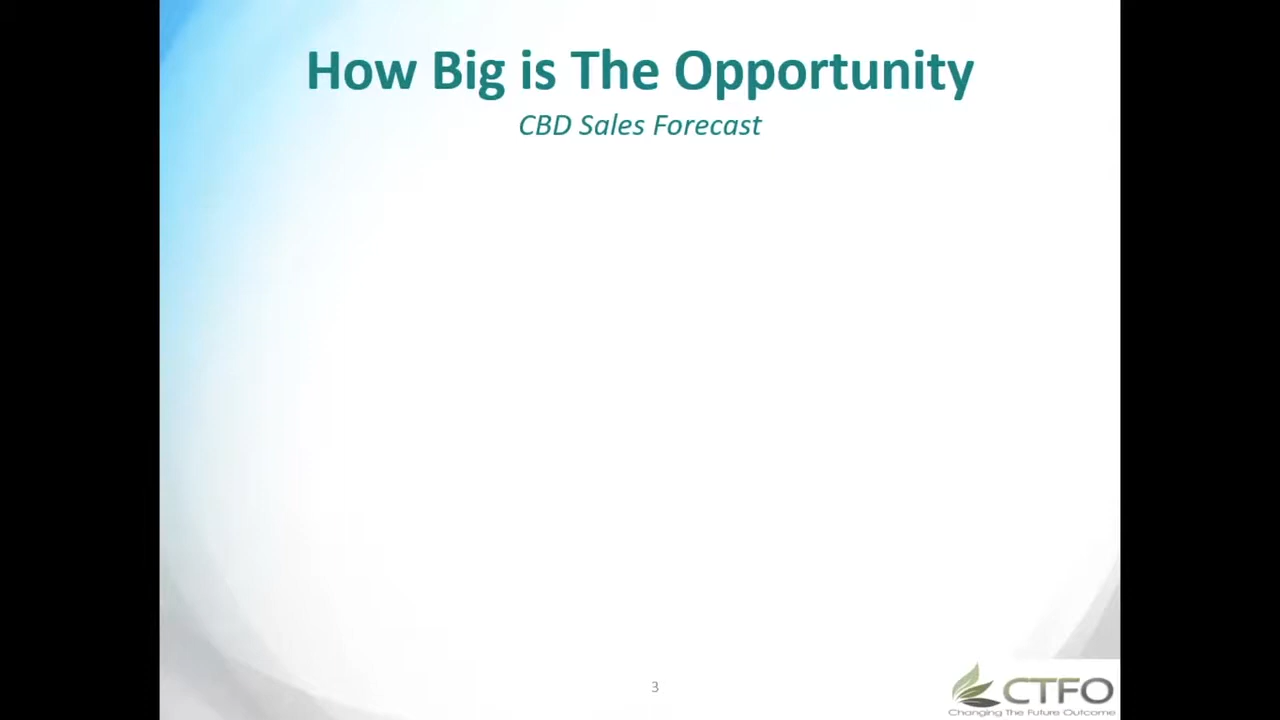 How Big is The Opportunity
CBD Sales Forecast
3
CTFO
Changing The Future Outcome